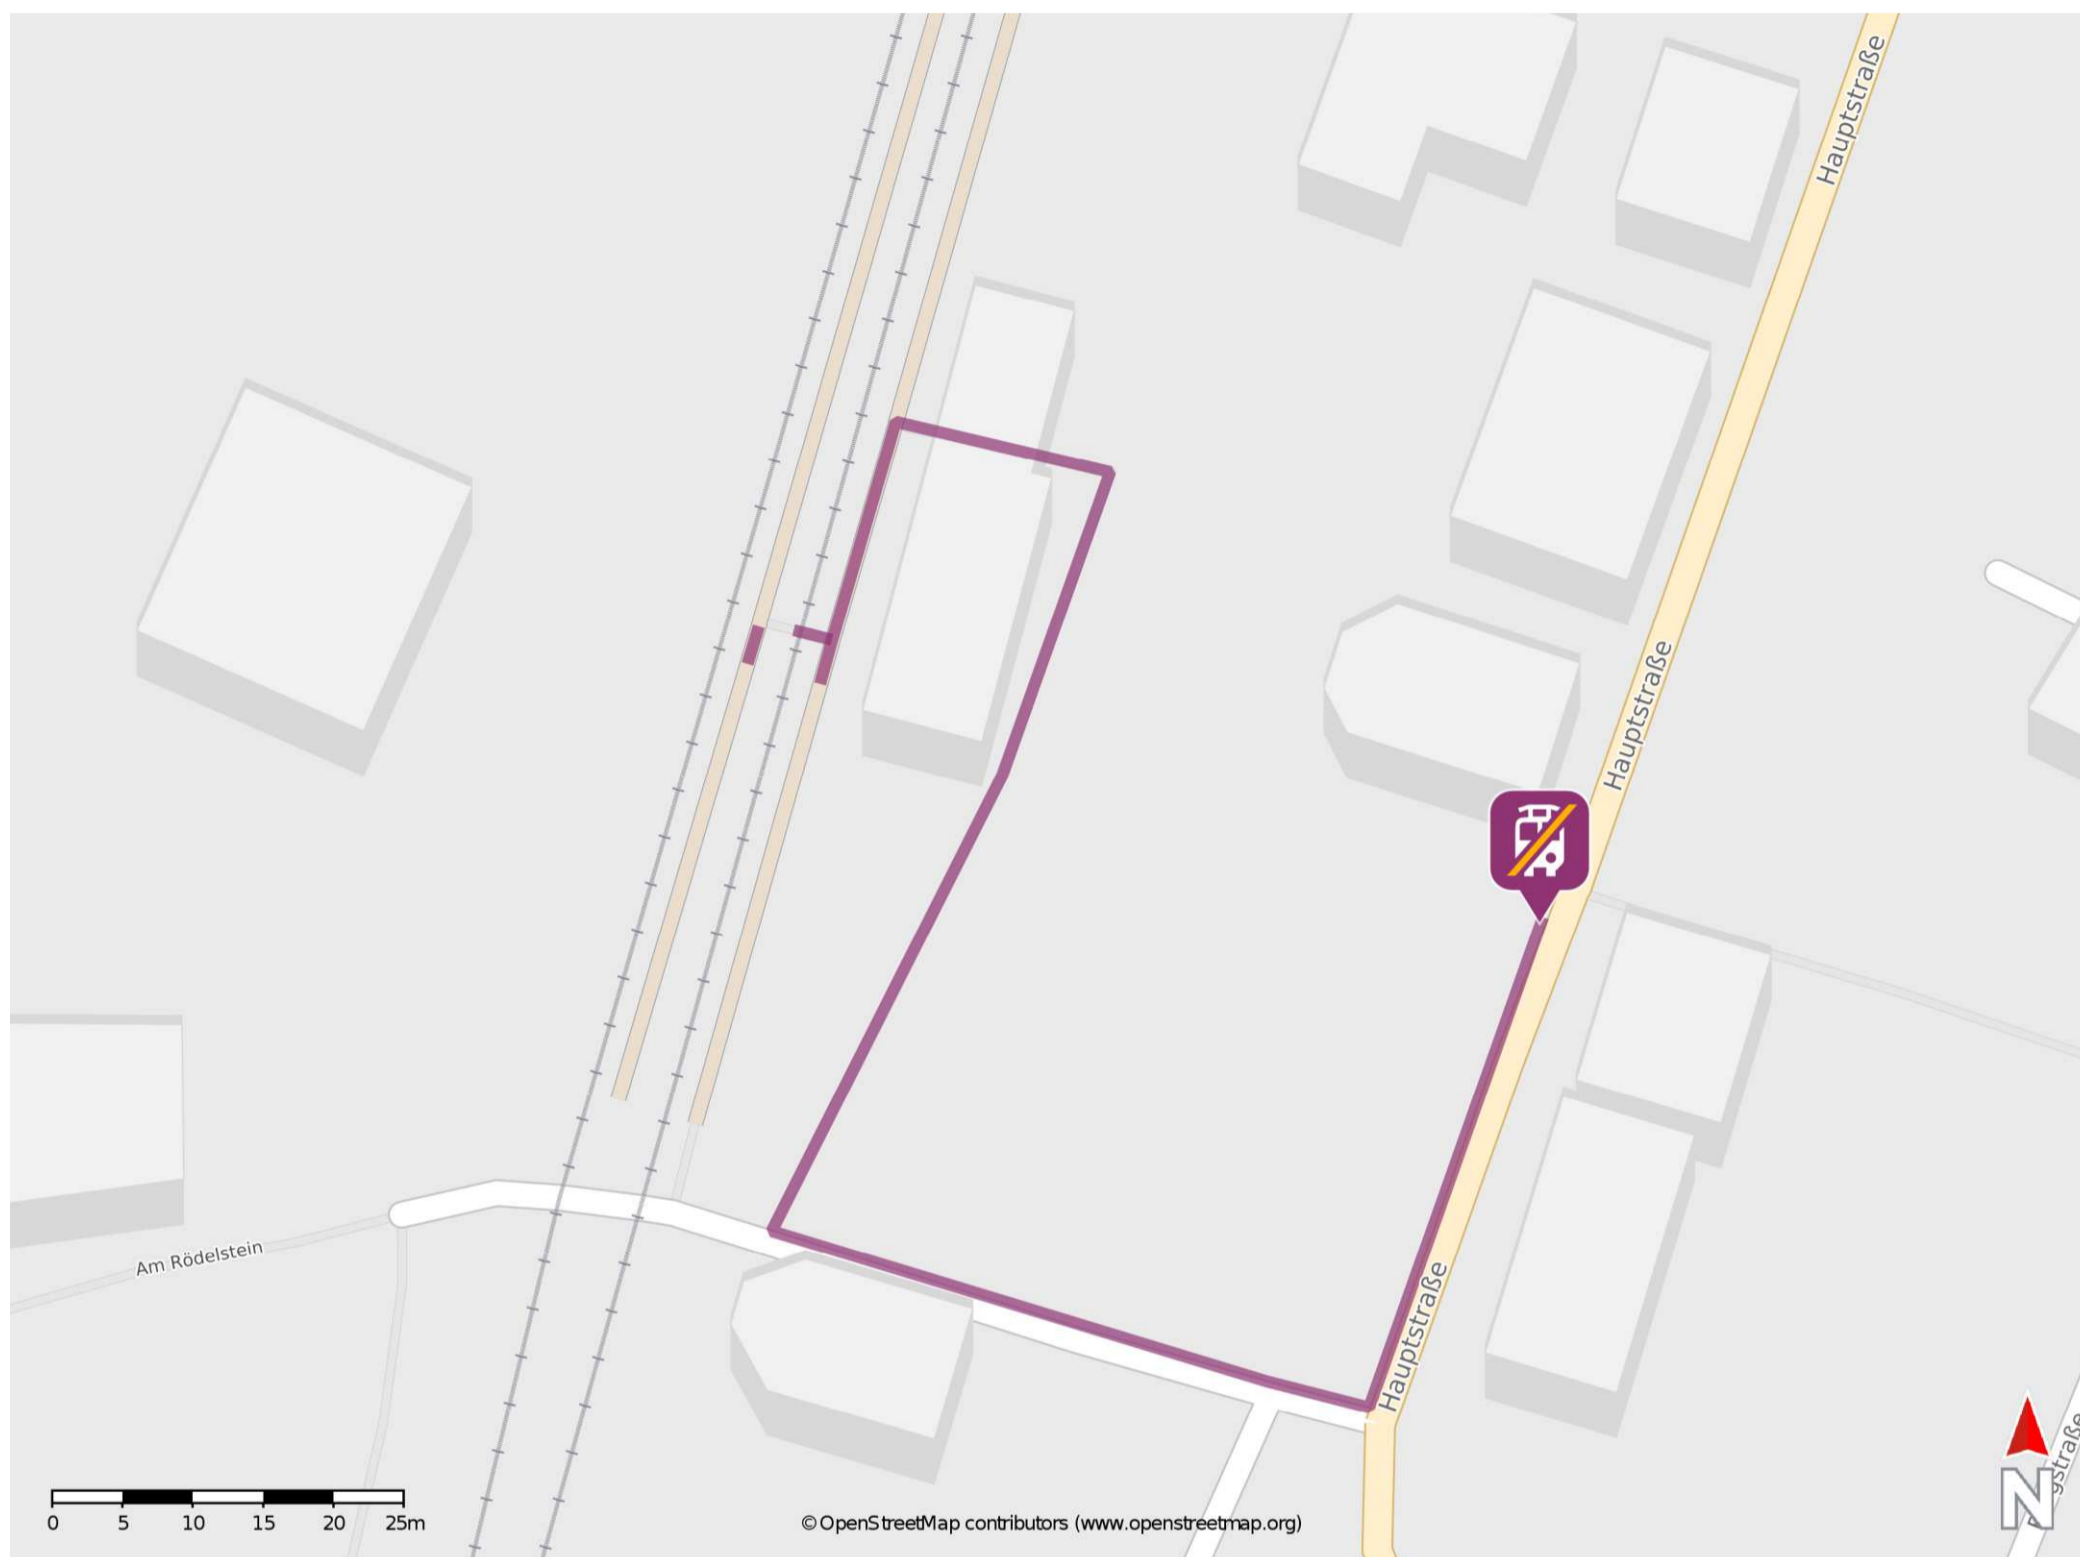 Hauptstraße
Hauptstraße
Am Rödelstein
Hauptstraße
0 5 10 15 20 25m
© OpenStreetMap contributors (www.openstreetmap.org)
N